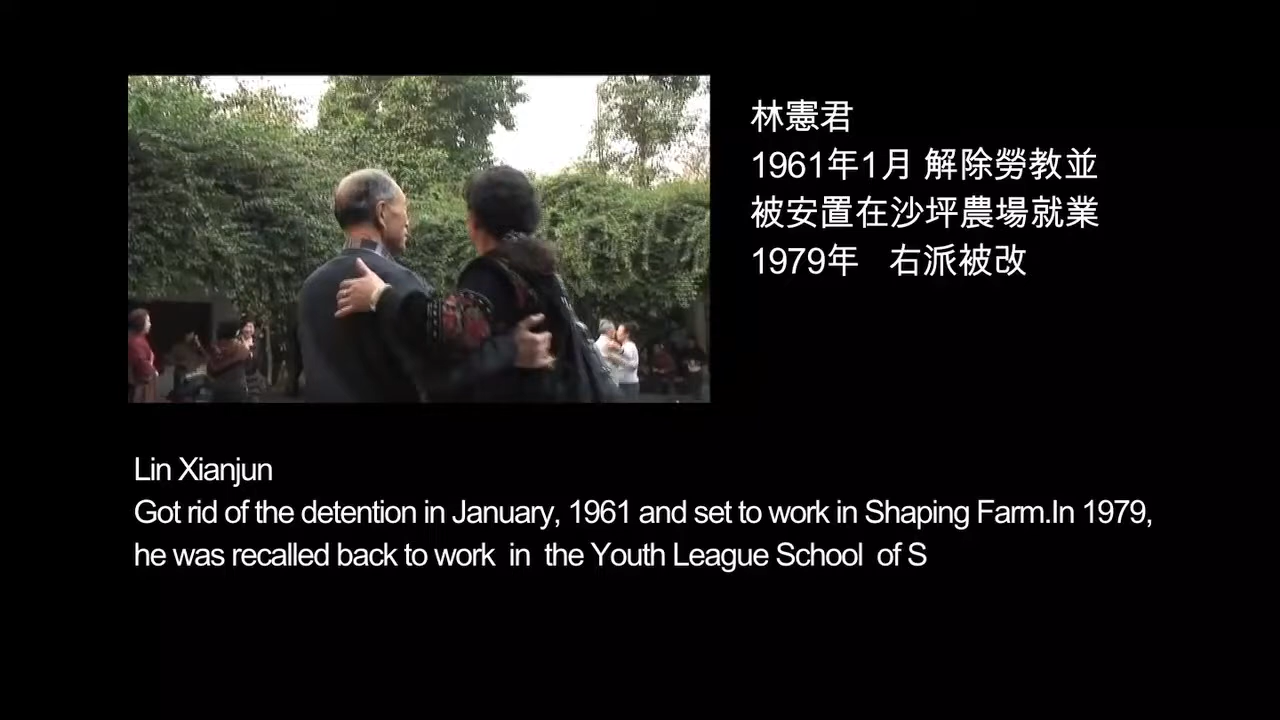 林憲君
1961年1月 解除勞教並
被安置在沙坪農場就業
1979年 右派被改
Lin Xianjun
Got rid of the detention in January, 1961 and set to work in Shaping Farm.In 1979,
he was recalled back to work in the Youth League School of S